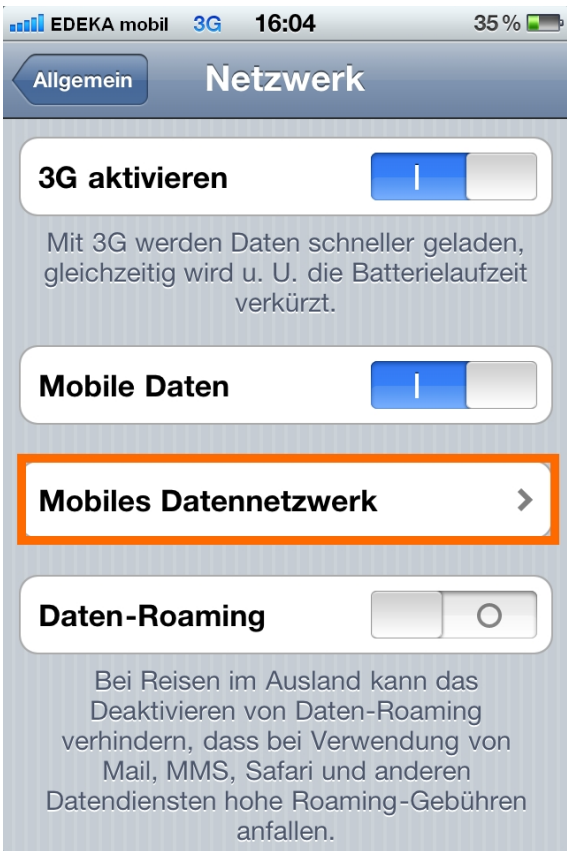 EDEKA mobil 3G 16:04 35 %
Allgemein Netzwerk
3G aktivieren
Mit 3G werden Daten schneller geladen,
gleichzeitig wird u. U. die Batterielaufzeit
verkürzt.
Mobile Daten
Mobiles Datennetzwerk
Daten-Roaming
Bei Reisen im Ausland kann das
Deaktivieren von Daten-Roaming
verhindern, dass bei Verwendung von
Mail, MMS, Safari und anderen
Datendiensten hohe Roaming-Gebühren
anfallen.